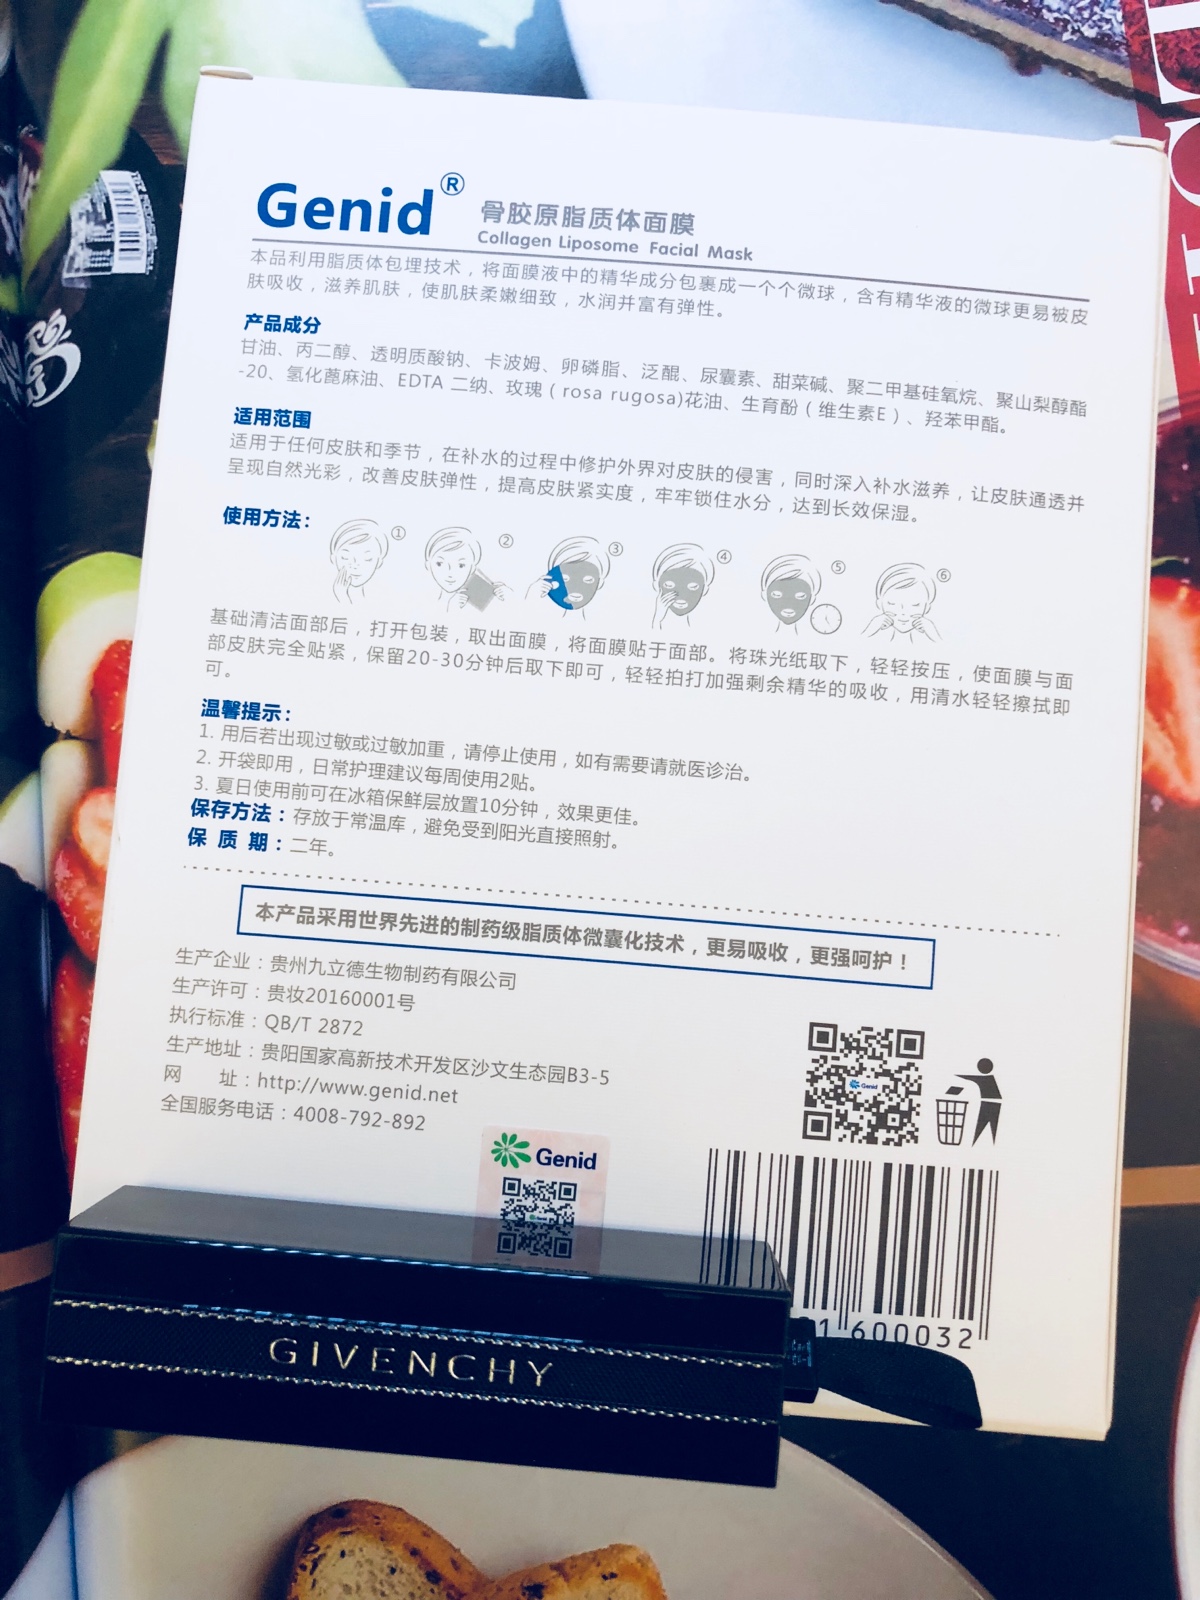 Genid®
骨胶原脂质体面膜
Collagen Liposome Facial Mask
本品利用脂质体包埋技术，将面膜液中的精华成分包裹成一个个微球，含有精华液的微球更易被皮
肤吸收，滋养肌肤，使肌肤柔嫩细致，水润并富有弹性。
产品成分
甘油、丙二醇、透明质酸钠、卡波姆、卵磷脂、泛醌、尿囊素、甜菜碱、聚二甲基硅氧烷、聚山梨醇酯
-20、氢化蓖麻油、EDTA 二纳、玫瑰（rosa rugosa)花油、生育酚（维生素E）、羟苯甲酯。
适用范围
适用于任何皮肤和季节，在补水的过程中修护外界对皮肤的侵害，同时深入补水滋养，让皮肤通透并
呈现自然光彩，改善皮肤弹性，提高皮肤紧实度，牢牢锁住水分，达到长效保湿。
使用方法：
① ② ③ ④ ⑤ ⑥
基础清洁面部后，打开包装，取出面膜，将面膜贴于面部。将珠光纸取下，轻轻按压，使面膜与面
部皮肤完全贴紧，保留20-30分钟后取下即可，轻轻拍打加强剩余精华的吸收，用清水轻轻擦拭即
可。
温馨提示：
1. 用后若出现过敏或过敏加重，请停止使用，如有需要请就医诊治。
2. 开袋即用，日常护理建议每周使用2贴。
3. 夏日使用前可在冰箱保鲜层放置10分钟，效果更佳。
保存方法：存放于常温库，避免受到阳光直接照射。
保 质 期：二年。
本产品采用世界先进的制药级脂质体微囊化技术，更易吸收，更强呵护！
生产企业：贵州九立德生物制药有限公司
生产许可：贵妆20160001号
执行标准：QB/T 2872
生产地址：贵阳国家高新技术开发区沙文生态园B3-5
网 址：http://www.genid.net
全国服务电话：4008-792-892
Genid
Genid
1 600032
GIVENCHY